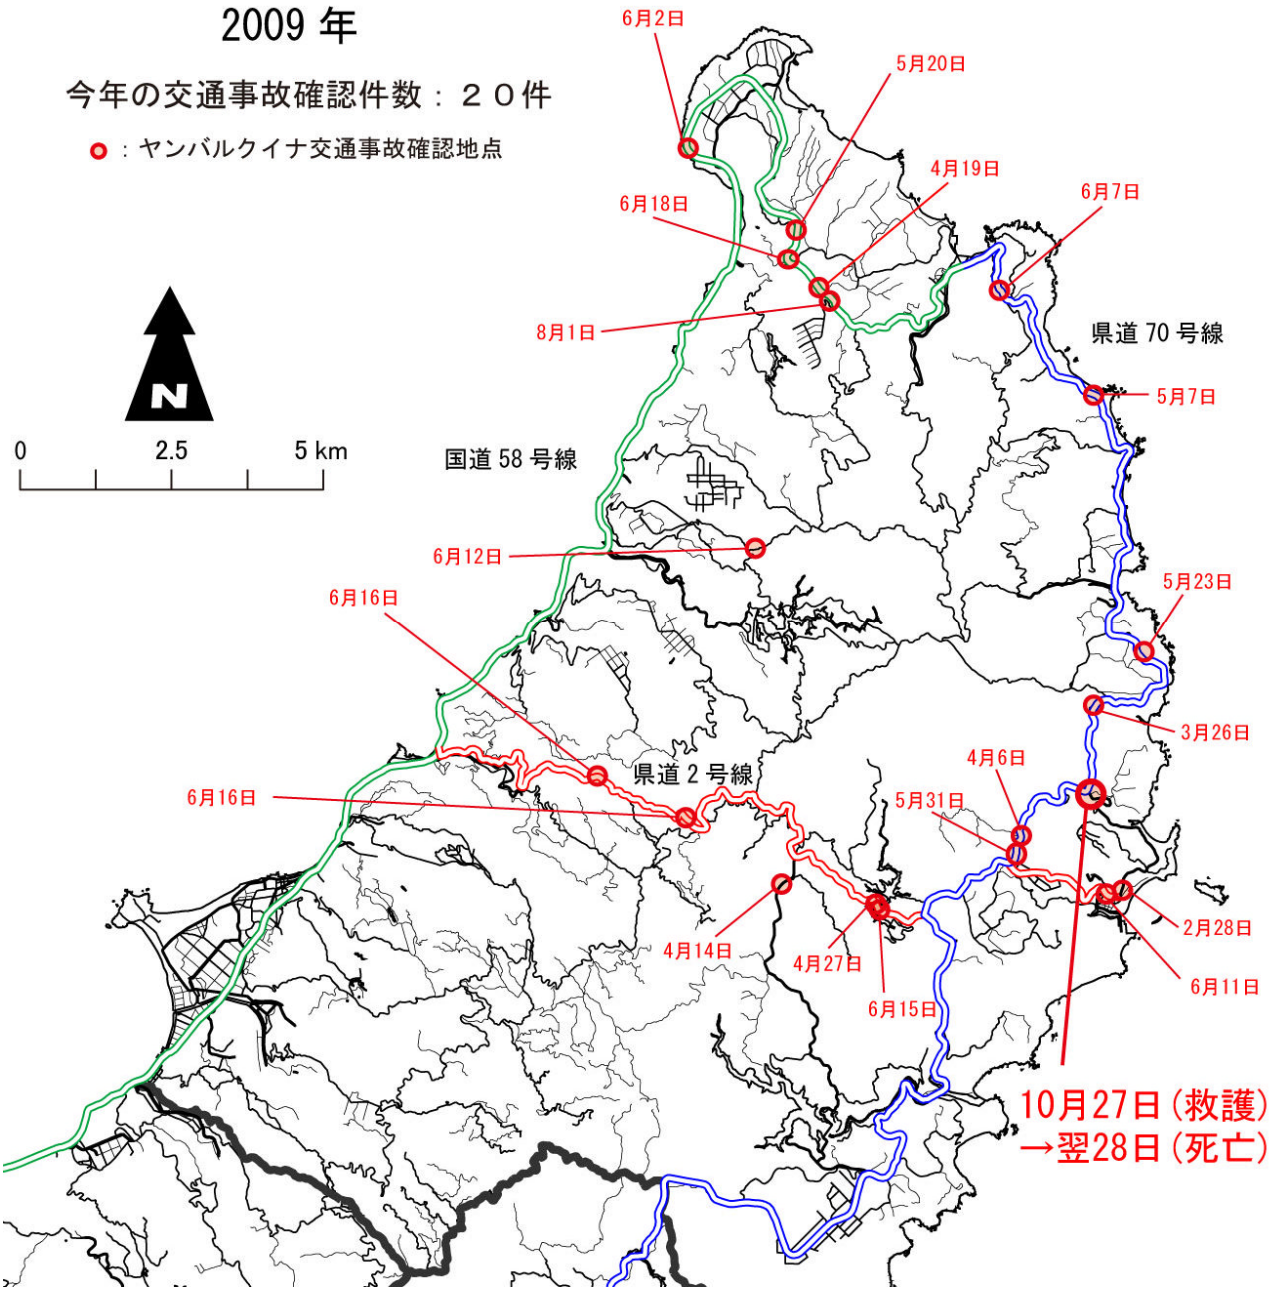 2009 年
今年の交通事故確認件数：２０件
：ヤンバルクイナ交通事故確認地点
6月2日
5月20日
4月19日
6月18日
6月7日
8月1日
県道 70 号線
5月7日
N
0 2.5 5 km
国道 58 号線
6月12日
5月23日
6月16日
3月26日
4月6日
県道 2 号線
6月16日
5月31日
2月28日
4月14日
4月27日
6月11日
6月15日
10月27日（救護）
→翌28日（死亡）